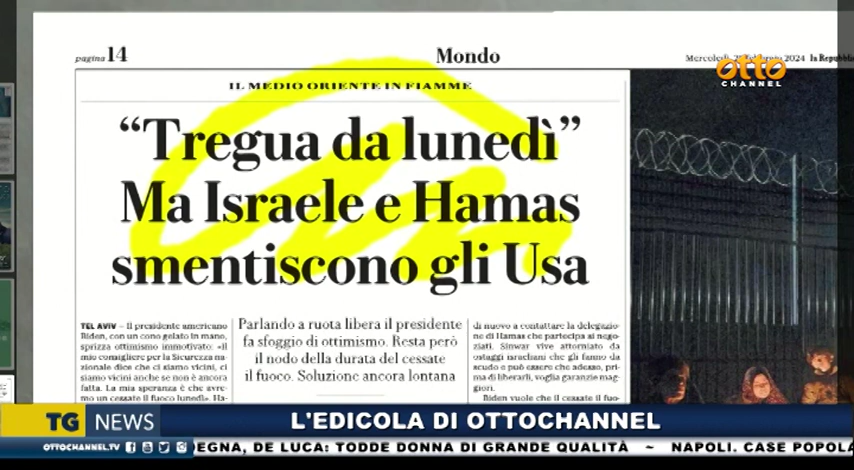 pagina 14
Mondo
la Repubblica
otto
CHANNEL
IL MEDIO ORIENTE IN FIAMME
“Tregua da lunedì”
Ma Israele e Hamas
smentiscono gli Usa
TEL AVIV – Il presidente americano
Biden, con un cono gelato in mano,
sprizza ottimismo immotivato: «Il
mio consigliere per la Sicurezza na-
zionale dice che ci siamo vicini, ci
siamo vicini anche se non è ancora
fatta. La mia speranza è che avre-
mo un cessate il fuoco lunedì». Ha-
Parlando a ruota libera il presidente
fa sfoggio di ottimismo. Resta però
il nodo della durata del cessate
il fuoco. Soluzione ancora lontana
di nuovo a contattare la delegazio-
ne di Hamas che partecipa ai nego-
ziati. Sinwar vive attorniato da
ostaggi israeliani che gli fanno da
scudo e può essere che adesso, pri-
ma di liberarli, voglia garanzie mag-
giori.
Biden vuole che il cessate il fuo-
TG NEWS
L'EDICOLA DI OTTOCHANNEL
OTTOCHANNEL.TV
DEGNA, DE LUCA: TODDE DONNA DI GRANDE QUALITÀ ~ NAPOLI. CASE POPOLA